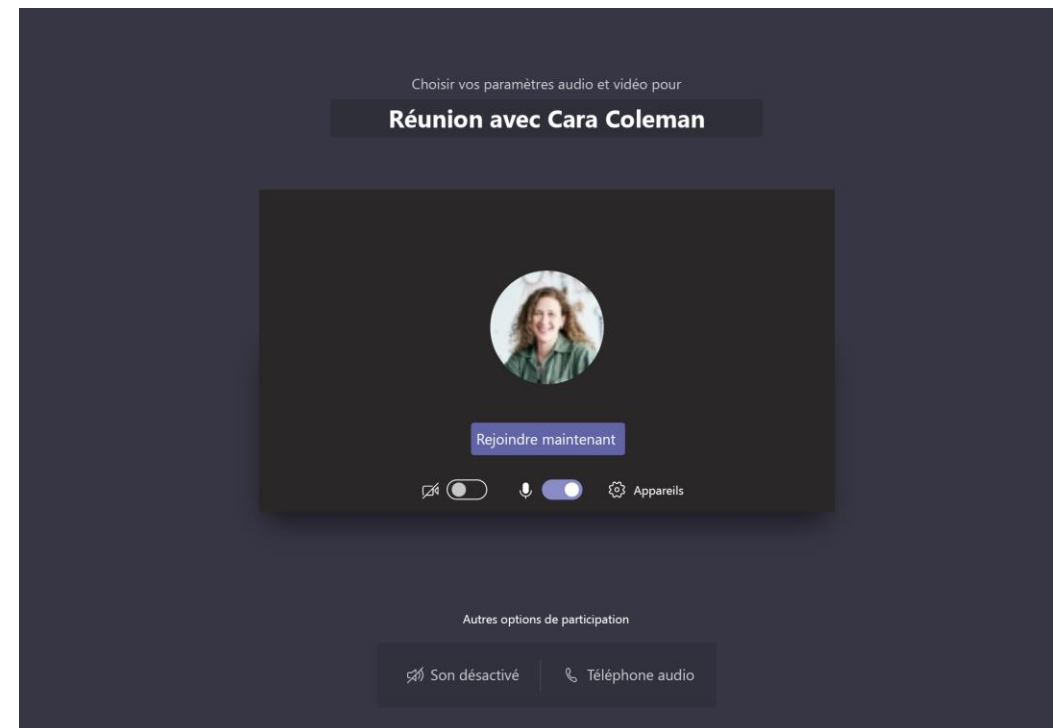 Choisir vos paramètres audio et vidéo pour
Réunion avec Cara Coleman
Rejoindre maintenant
Appareils
Autres options de participation
Son désactivé
Téléphone audio